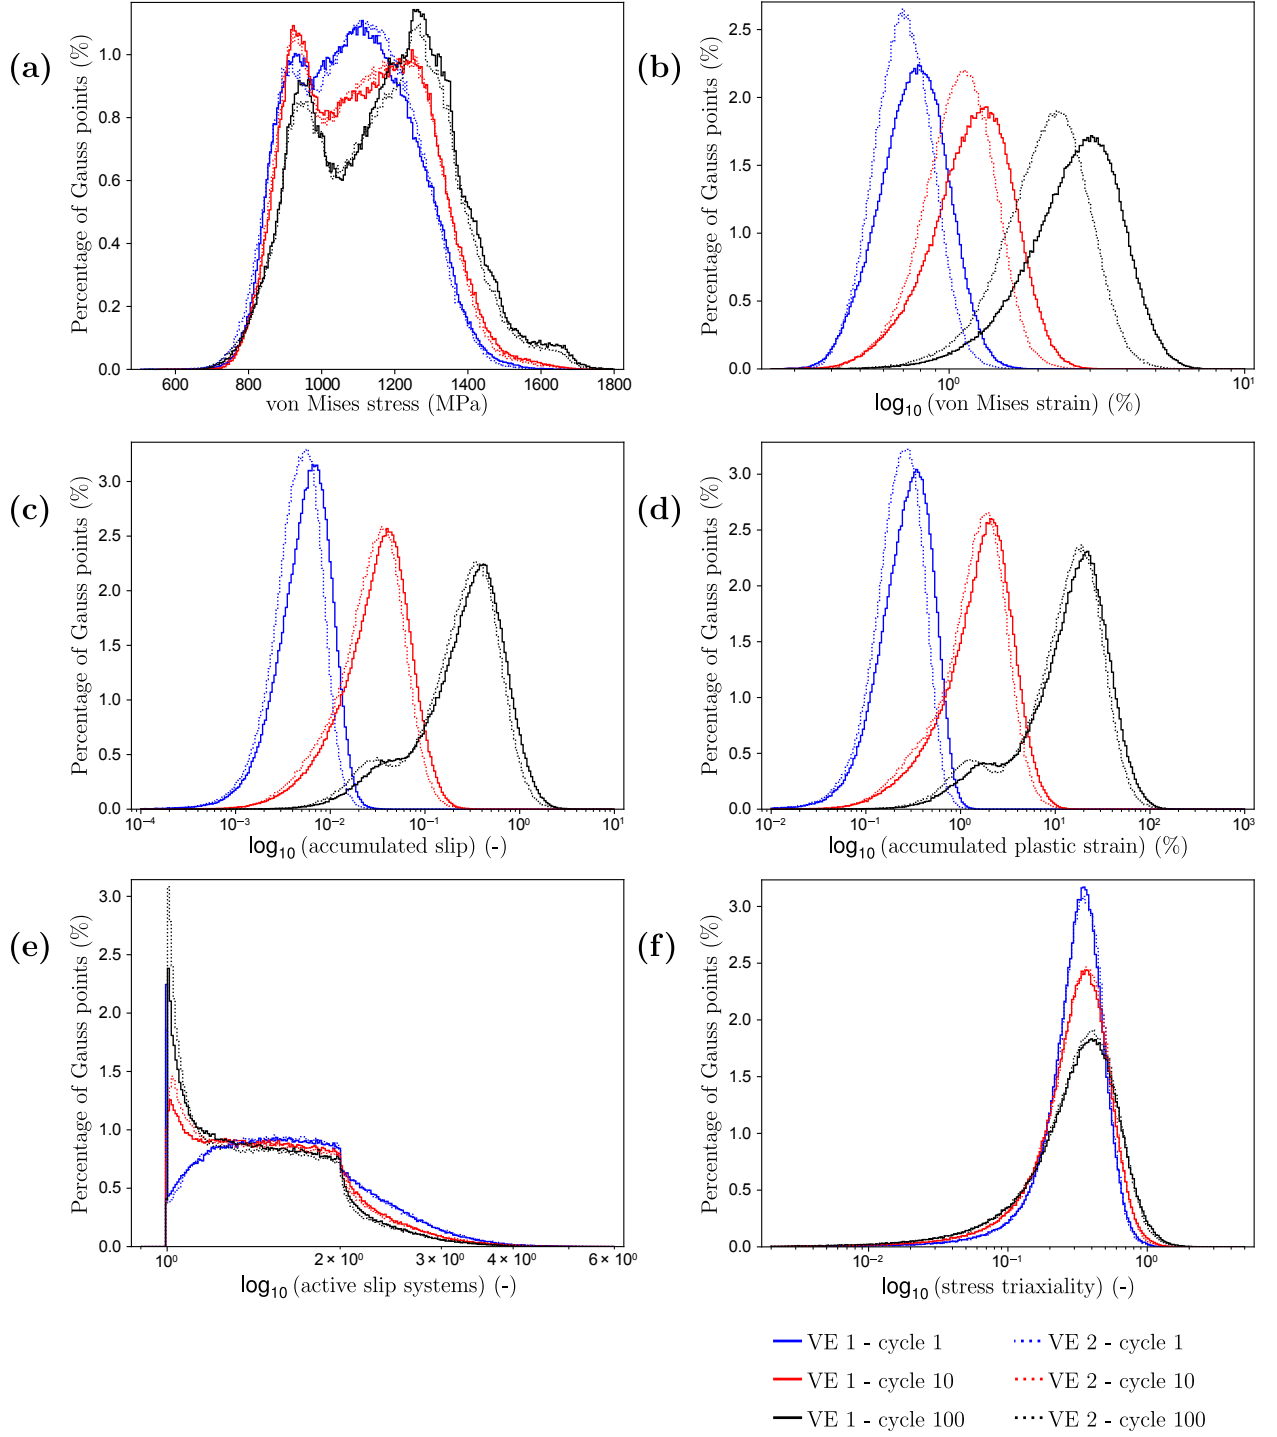 (a)
Percentage of Gauss points (%)
1.0
0.8
0.6
0.4
0.2
0.0
600 800 1000 1200 1400 1600 1800
von Mises stress (MPa)
(b)
Percentage of Gauss points (%)
2.5
2.0
1.5
1.0
0.5
0.0
10⁰ 10¹
log₁₀ (von Mises strain) (%)
(c)
Percentage of Gauss points (%)
3.0
2.5
2.0
1.5
1.0
0.5
0.0
10⁻⁴ 10⁻³ 10⁻² 10⁻¹ 10⁰ 10¹
log₁₀ (accumulated slip) (-)
(d)
Percentage of Gauss points (%)
3.0
2.5
2.0
1.5
1.0
0.5
0.0
10⁻² 10⁻¹ 10⁰ 10¹ 10² 10³
log₁₀ (accumulated plastic strain) (%)
(e)
Percentage of Gauss points (%)
3.0
2.5
2.0
1.5
1.0
0.5
0.0
10⁰ 2 × 10⁰ 3 × 10⁰ 4 × 10⁰ 6 × 10⁰
log₁₀ (active slip systems) (-)
(f)
Percentage of Gauss points (%)
3.0
2.5
2.0
1.5
1.0
0.5
0.0
10⁻² 10⁻¹ 10⁰
log₁₀ (stress triaxiality) (-)
VE 1 - cycle 1 VE 2 - cycle 1
VE 1 - cycle 10 VE 2 - cycle 10
VE 1 - cycle 100 VE 2 - cycle 100